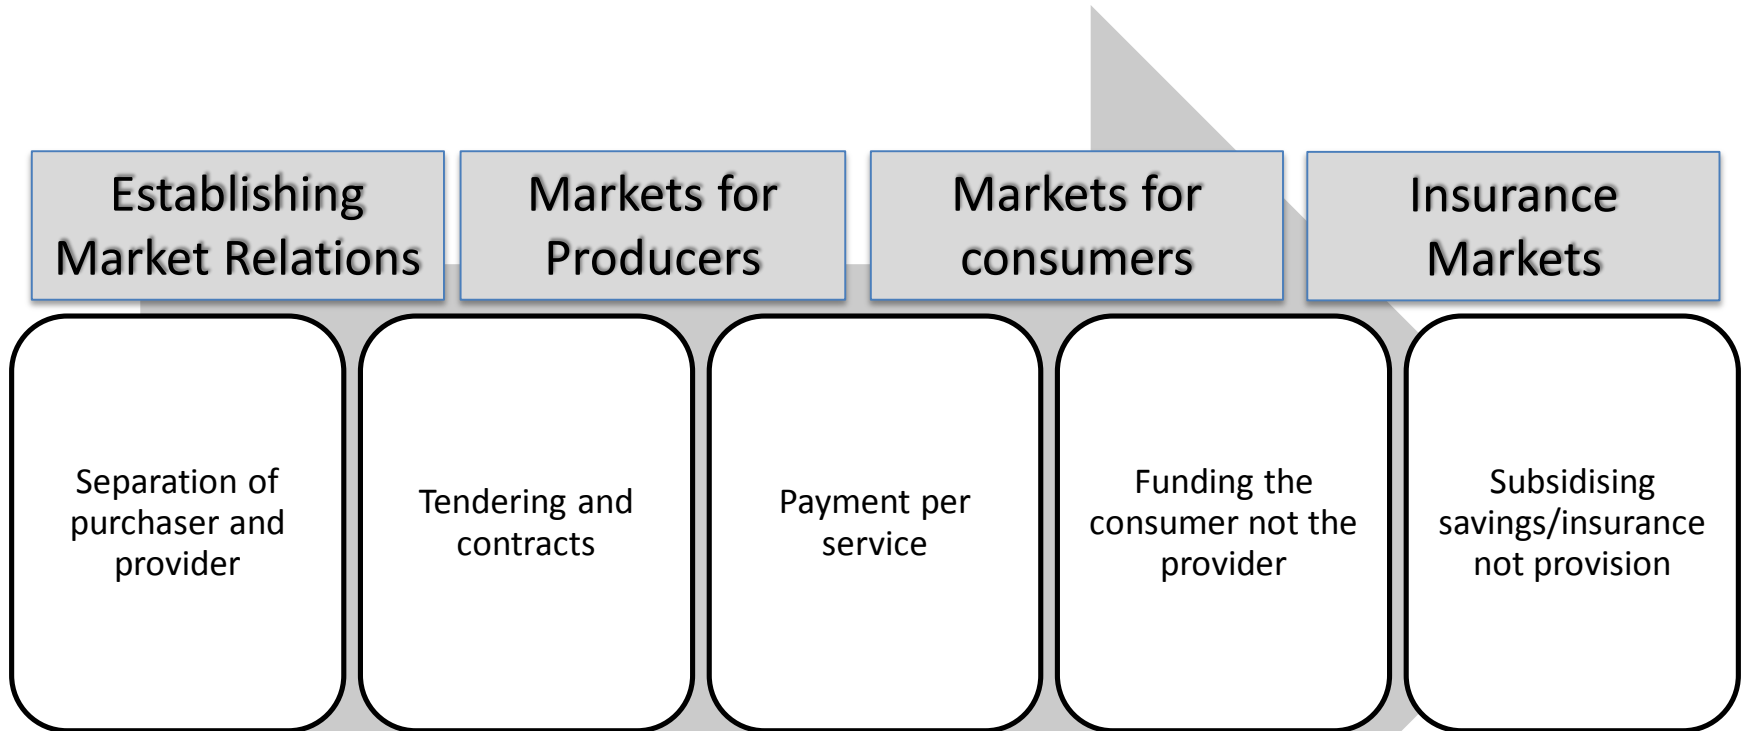 Establishing
Market Relations
Markets for
Producers
Markets for
consumers
Insurance
Markets
Separation of
purchaser and
provider
Tendering and
contracts
Payment per
service
Funding the
consumer not the
provider
Subsidising
savings/insurance
not provision